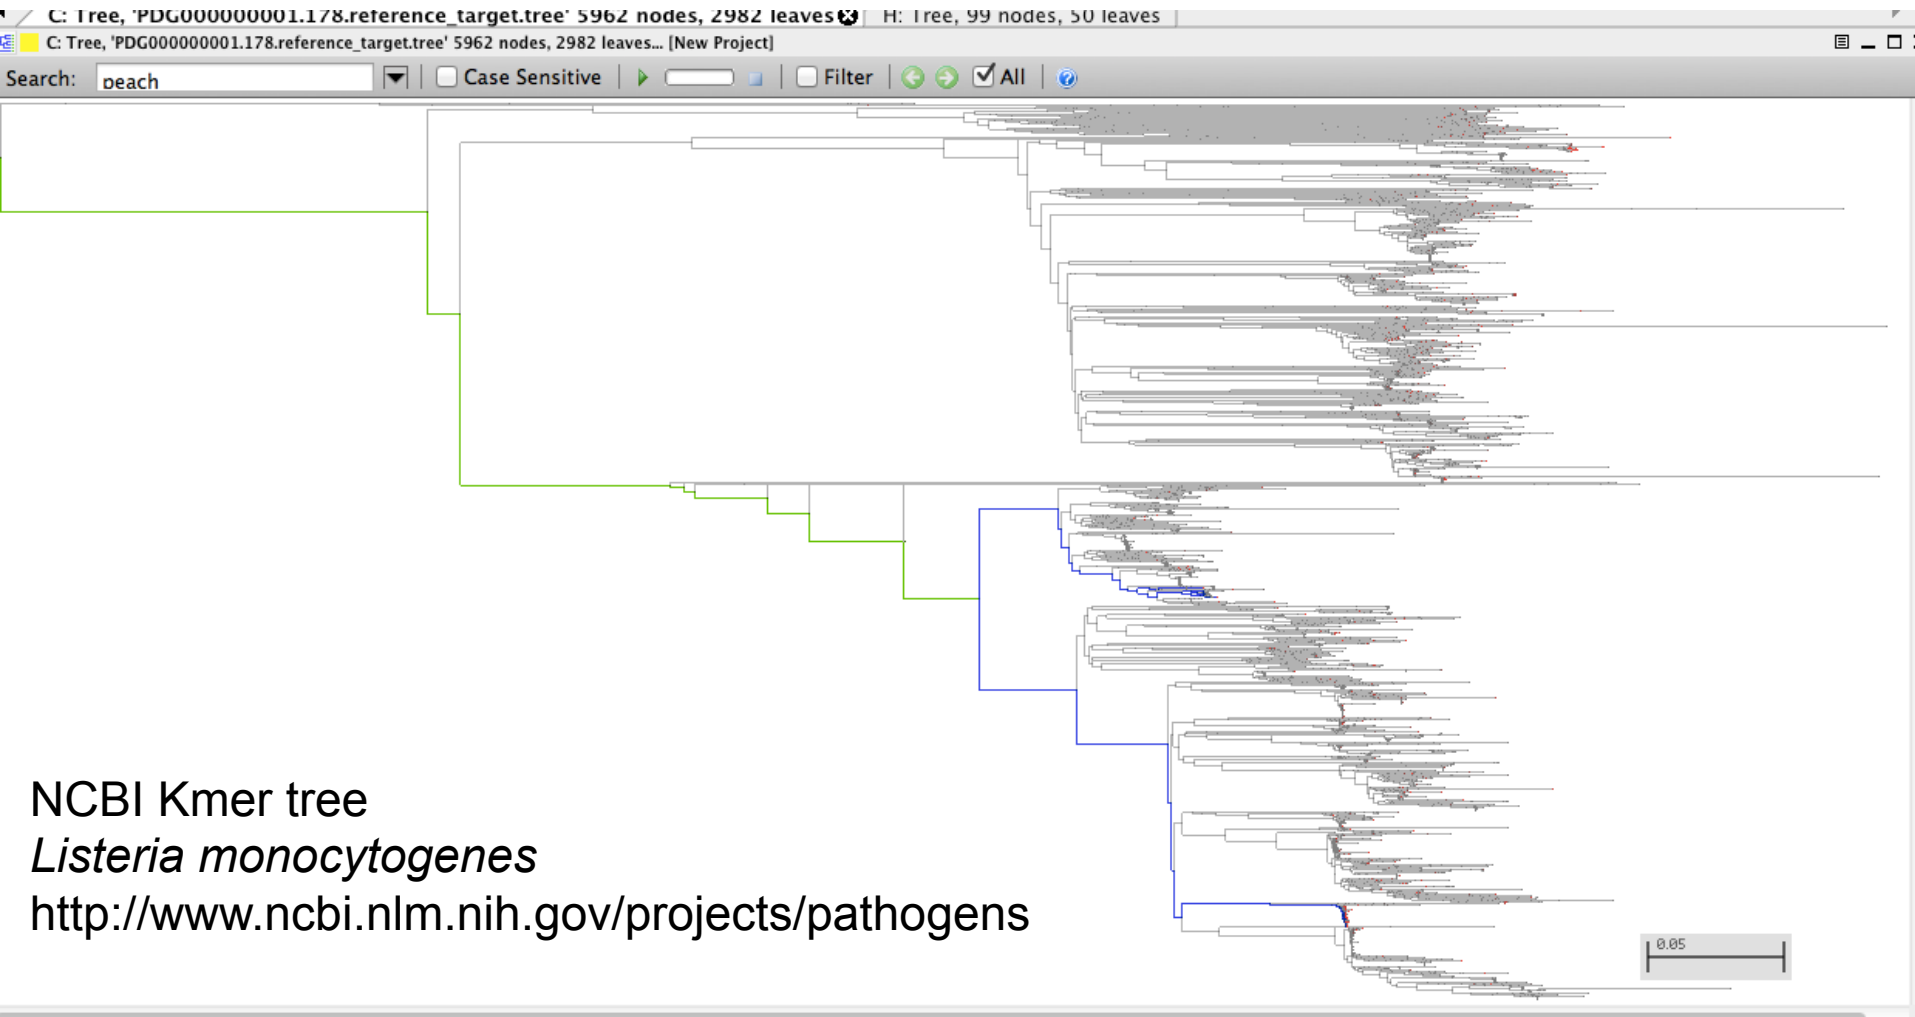 C: Tree, 'PDG000000001.178.reference_target.tree' 5962 nodes, 2982 leaves H: Tree, 99 nodes, 50 leaves
C: Tree, 'PDG000000001.178.reference_target.tree' 5962 nodes, 2982 leaves... [New Project]
Search: peach Case Sensitive Filter All
NCBI Kmer tree
Listeria monocytogenes
http://www.ncbi.nlm.nih.gov/projects/pathogens
0.05